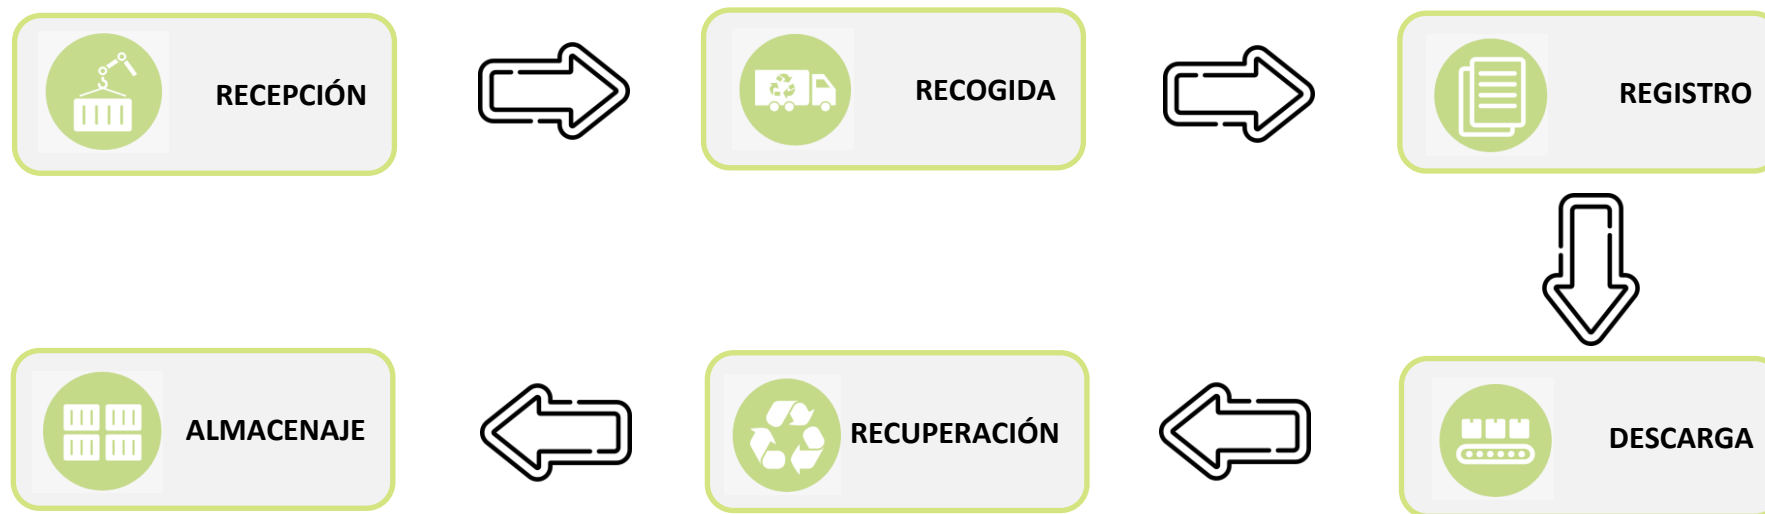 RECEPCIÓN
RECOGIDA
REGISTRO
DESCARGA
RECUPERACIÓN
ALMACENAJE